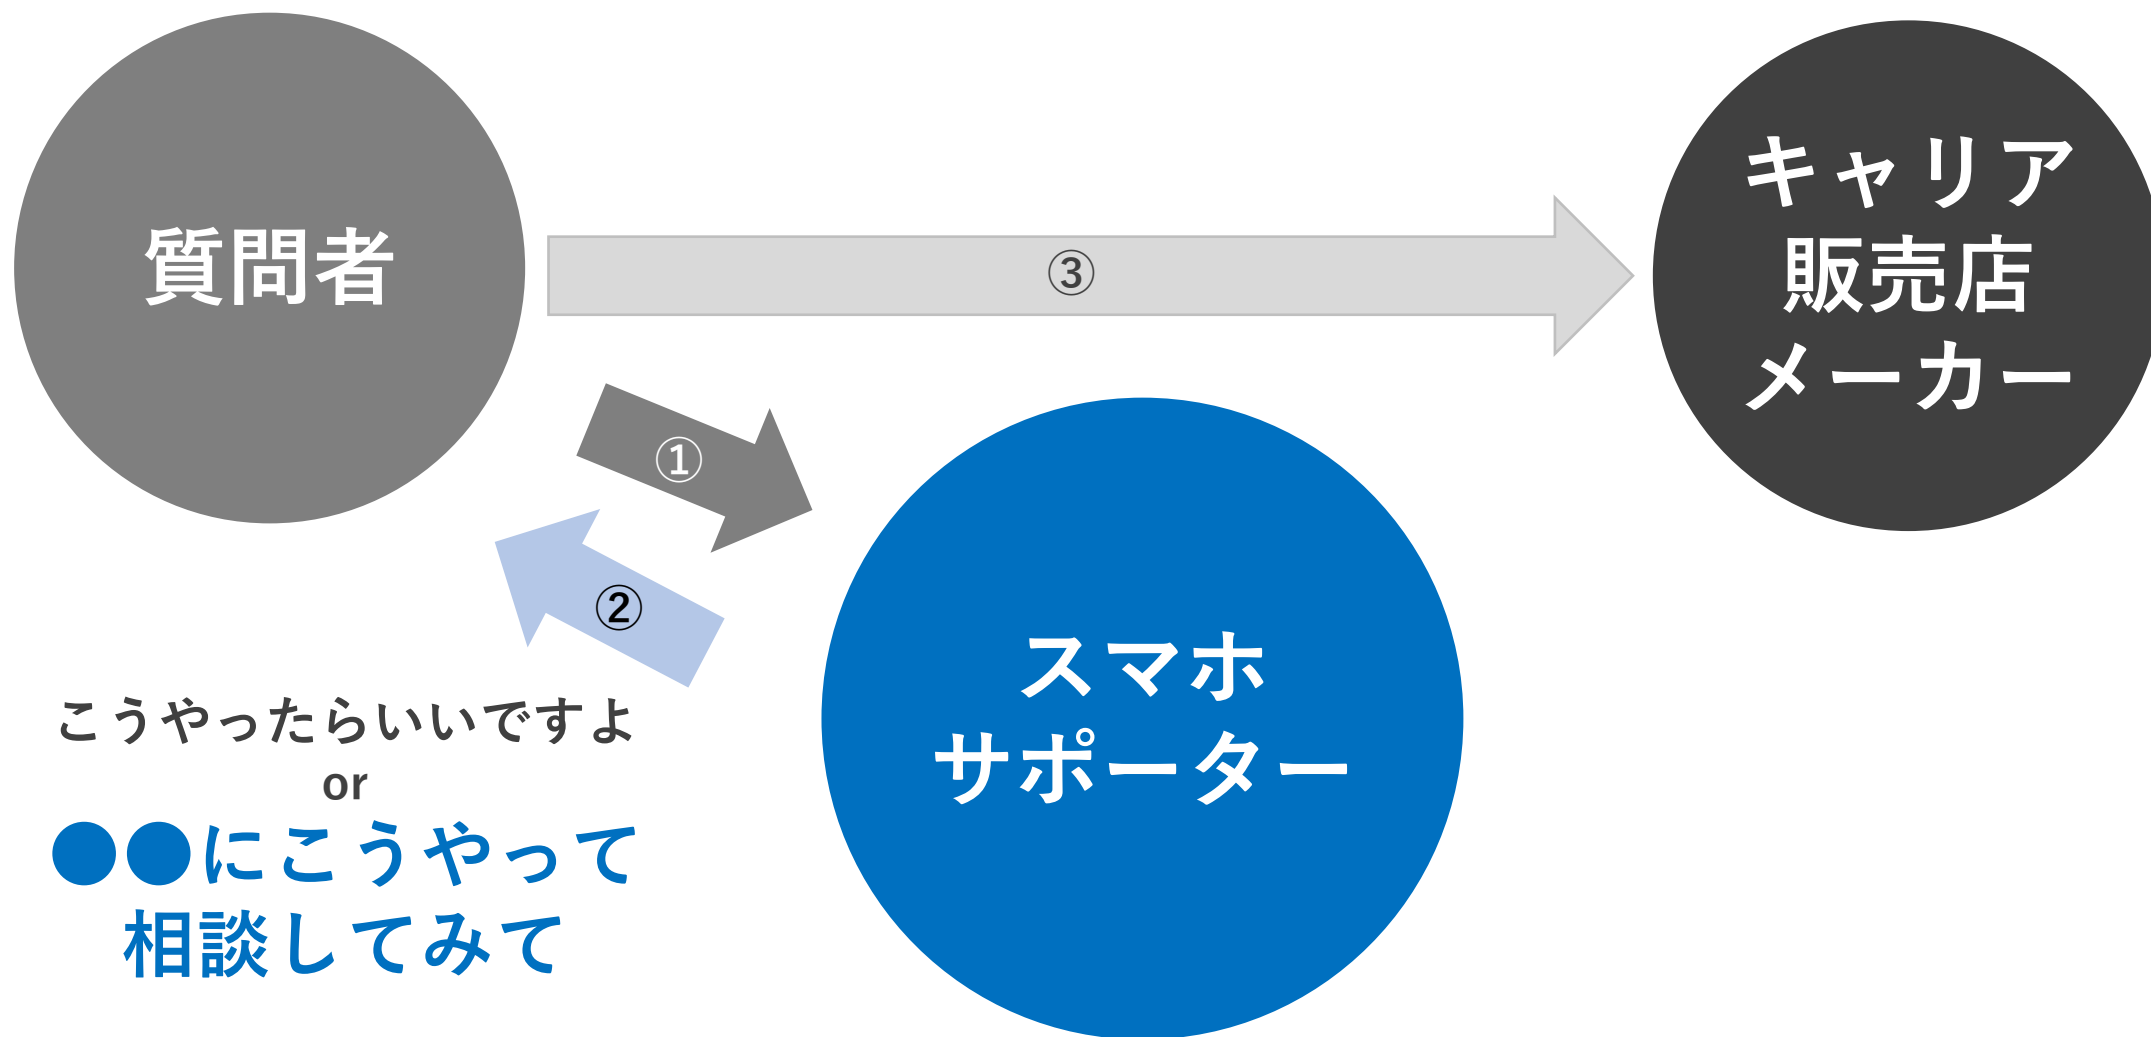 質問者
③
キャリア
販売店
メーカー
①
②
スマホ
サポーター
こうやったらいいですよ
or
●●にこうやって
相談してみて